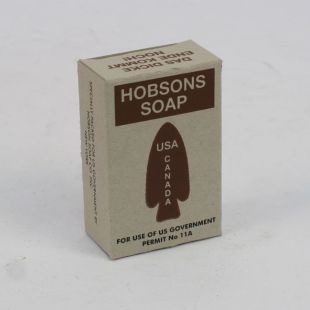 DAS DICKE
ENDE KOMMT
NOCH!
HOBSONS
SOAP
USA
CANADA
FOR USE OF US GOVERNMENT
PERMIT No 11A